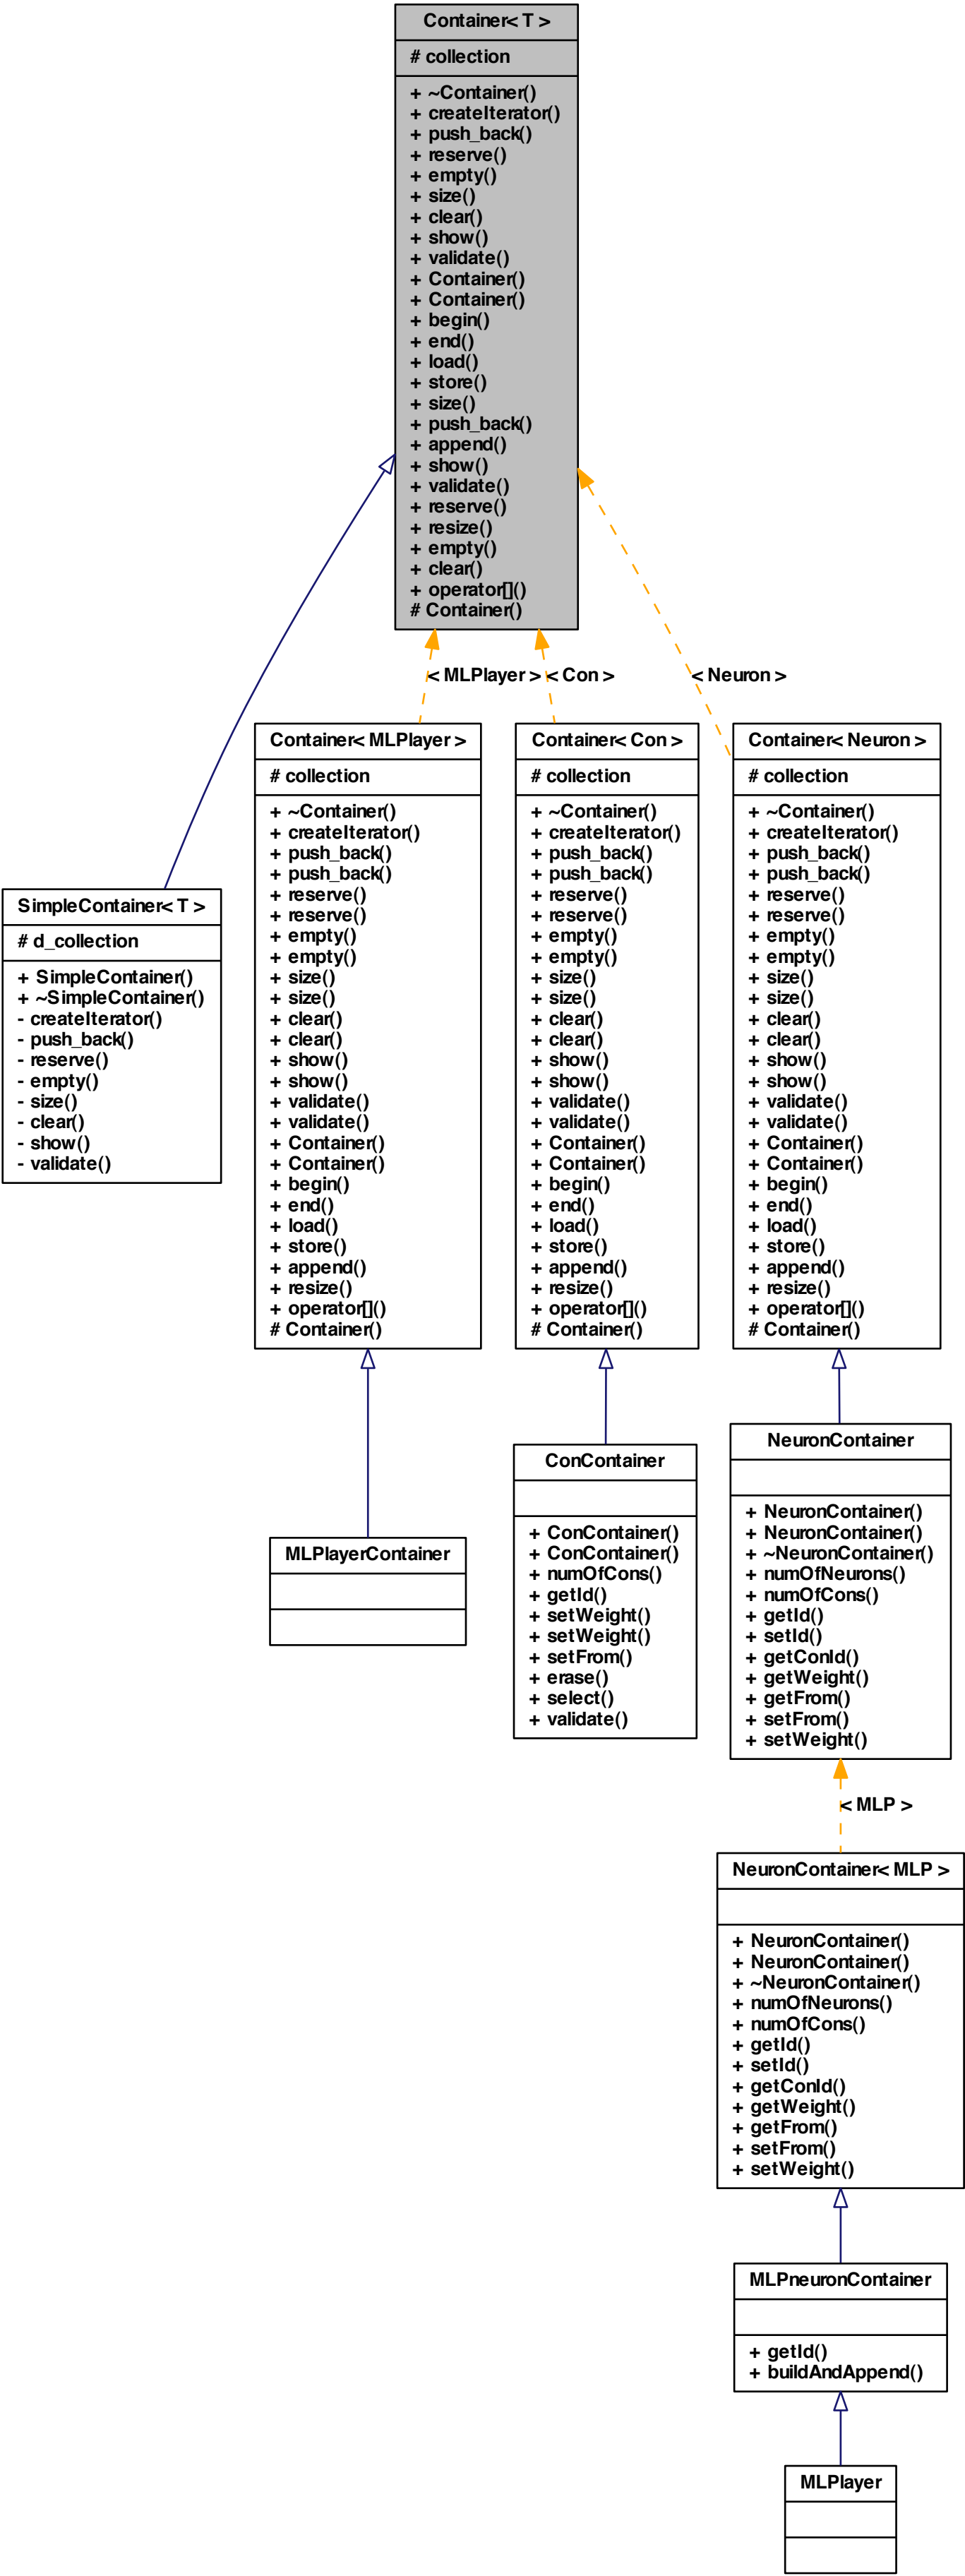 Container< T >
# collection
+ ~Container()
+ createIterator()
+ push_back()
+ reserve()
+ empty()
+ size()
+ clear()
+ show()
+ validate()
+ Container()
+ Container()
+ begin()
+ end()
+ load()
+ store()
+ size()
+ push_back()
+ append()
+ show()
+ validate()
+ reserve()
+ resize()
+ empty()
+ clear()
+ operator[]()
# Container()
< MLPlayer >
< Con >
< Neuron >
SimpleContainer< T >
# d_collection
+ SimpleContainer()
+ ~SimpleContainer()
- createIterator()
- push_back()
- reserve()
- empty()
- size()
- clear()
- show()
- validate()
Container< MLPlayer >
# collection
+ ~Container()
+ createIterator()
+ push_back()
+ push_back()
+ reserve()
+ reserve()
+ empty()
+ empty()
+ size()
+ size()
+ clear()
+ clear()
+ show()
+ show()
+ validate()
+ validate()
+ Container()
+ Container()
+ begin()
+ end()
+ load()
+ store()
+ append()
+ resize()
+ operator[]()
# Container()
Container< Con >
# collection
+ ~Container()
+ createIterator()
+ push_back()
+ push_back()
+ reserve()
+ reserve()
+ empty()
+ empty()
+ size()
+ size()
+ clear()
+ clear()
+ show()
+ show()
+ validate()
+ validate()
+ Container()
+ Container()
+ begin()
+ end()
+ load()
+ store()
+ append()
+ resize()
+ operator[]()
# Container()
Container< Neuron >
# collection
+ ~Container()
+ createIterator()
+ push_back()
+ push_back()
+ reserve()
+ reserve()
+ empty()
+ empty()
+ size()
+ size()
+ clear()
+ clear()
+ show()
+ show()
+ validate()
+ validate()
+ Container()
+ Container()
+ begin()
+ end()
+ load()
+ store()
+ append()
+ resize()
+ operator[]()
# Container()
MLPlayerContainer
ConContainer
+ ConContainer()
+ ConContainer()
+ numOfCons()
+ getId()
+ setWeight()
+ setWeight()
+ setFrom()
+ erase()
+ select()
+ validate()
NeuronContainer
+ NeuronContainer()
+ NeuronContainer()
+ ~NeuronContainer()
+ numOfNeurons()
+ numOfCons()
+ getId()
+ setId()
+ getConId()
+ getWeight()
+ getFrom()
+ setFrom()
+ setWeight()
< MLP >
NeuronContainer< MLP >
+ NeuronContainer()
+ NeuronContainer()
+ ~NeuronContainer()
+ numOfNeurons()
+ numOfCons()
+ getId()
+ setId()
+ getConId()
+ getWeight()
+ getFrom()
+ setFrom()
+ setWeight()
MLPneuronContainer
+ getId()
+ buildAndAppend()
MLPlayer